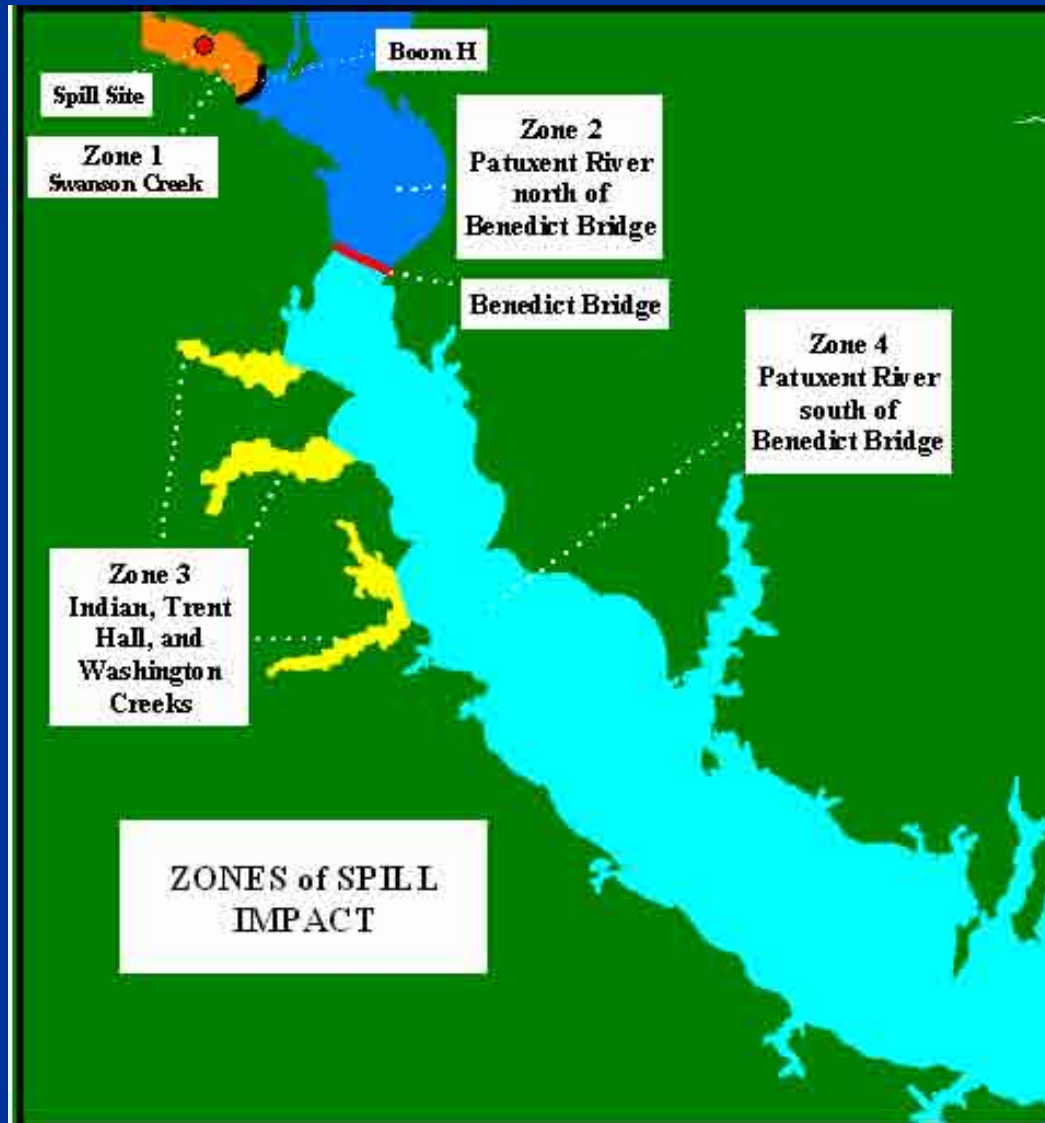 Boom H
Spill Site
Zone 1
Swanson Creek
Zone 2
Patuxent River
north of
Benedict Bridge
Benedict Bridge
Zone 4
Patuxent River
south of
Benedict Bridge
Zone 3
Indian, Trent
Hall, and
Washington
Creeks
ZONES of SPILL
IMPACT